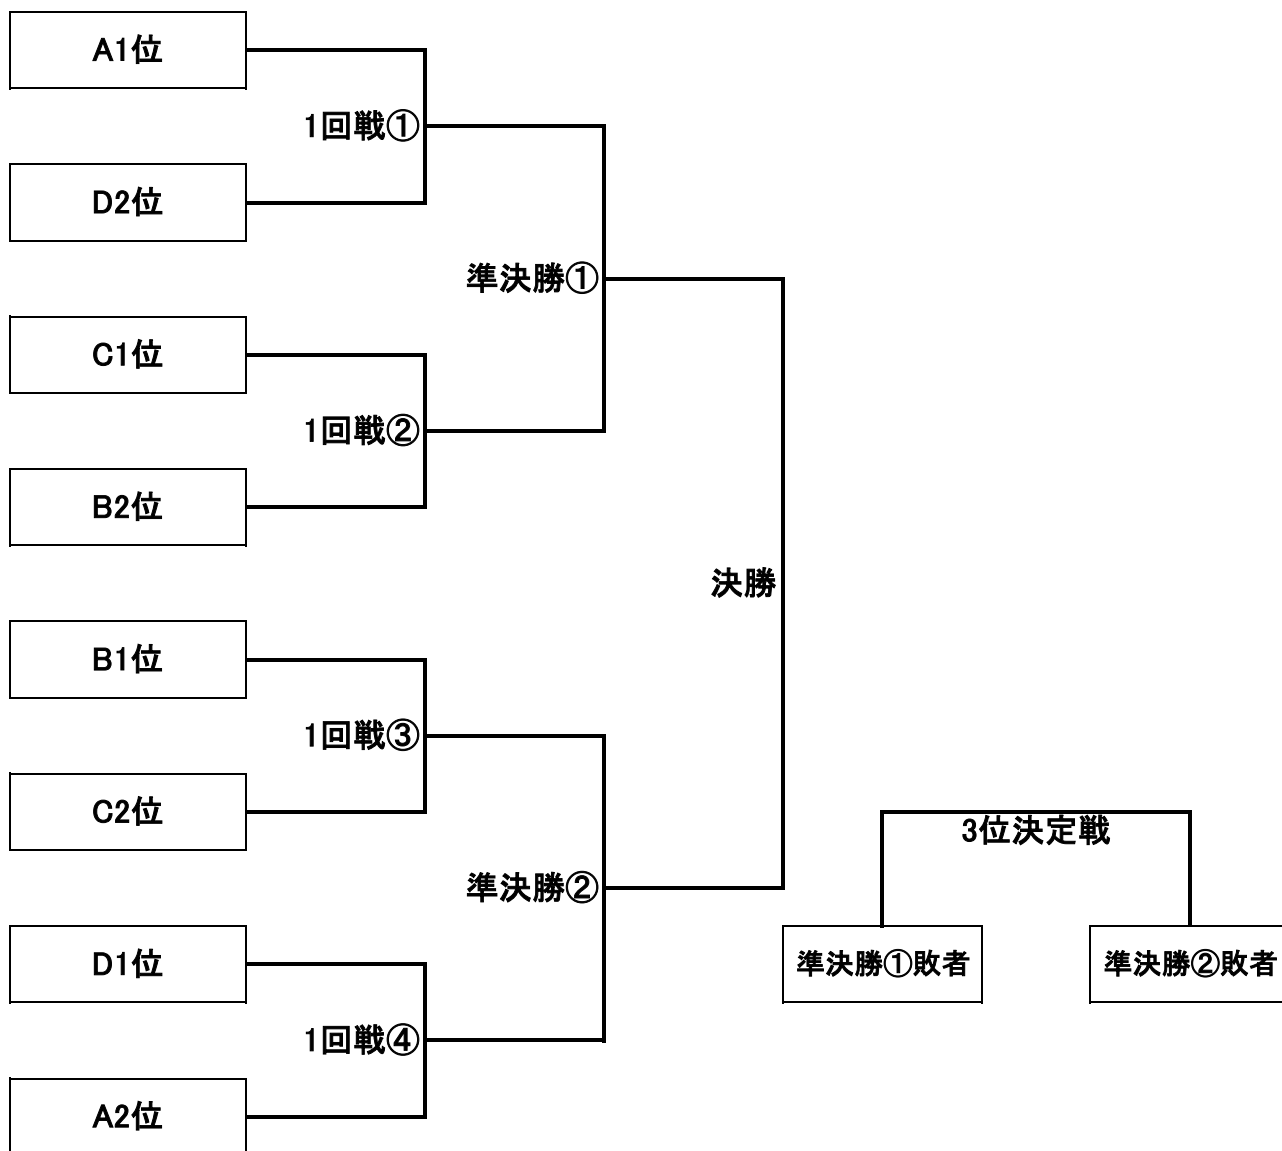 A1位
1回戦①
D2位
準決勝①
C1位
1回戦②
B2位
決勝
B1位
1回戦③
C2位
3位決定戦
準決勝②
D1位
準決勝①敗者
準決勝②敗者
1回戦④
A2位